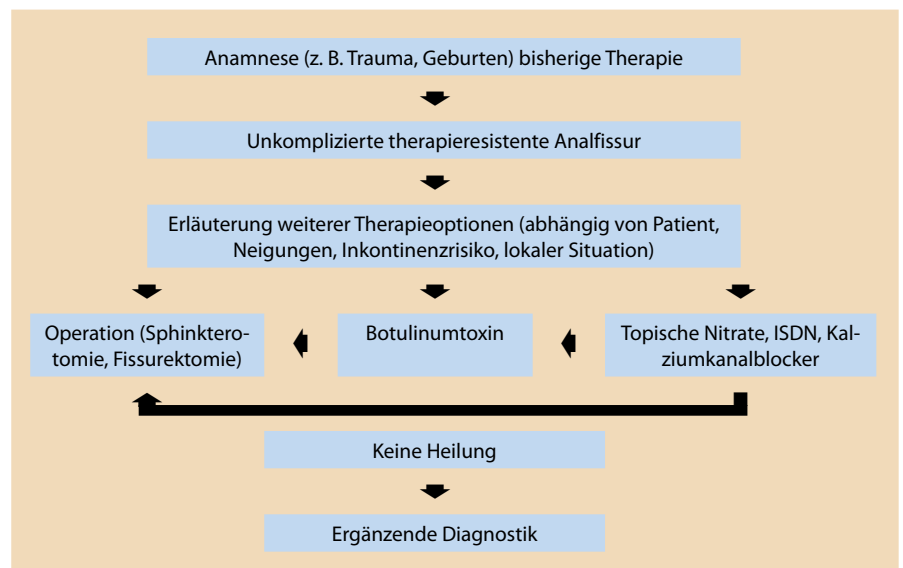 Anamnese (z. B. Trauma, Geburten) bisherige Therapie
Unkomplizierte therapieresistente Analfissur
Erläuterung weiterer Therapieoptionen (abhängig von Patient,
Neigungen, Inkontinenzrisiko, lokaler Situation)
Operation (Sphinktero-
tomie, Fissurektomie)
Botulinumtoxin
Topische Nitrate, ISDN, Kal-
ziumkanalblocker
Keine Heilung
Ergänzende Diagnostik